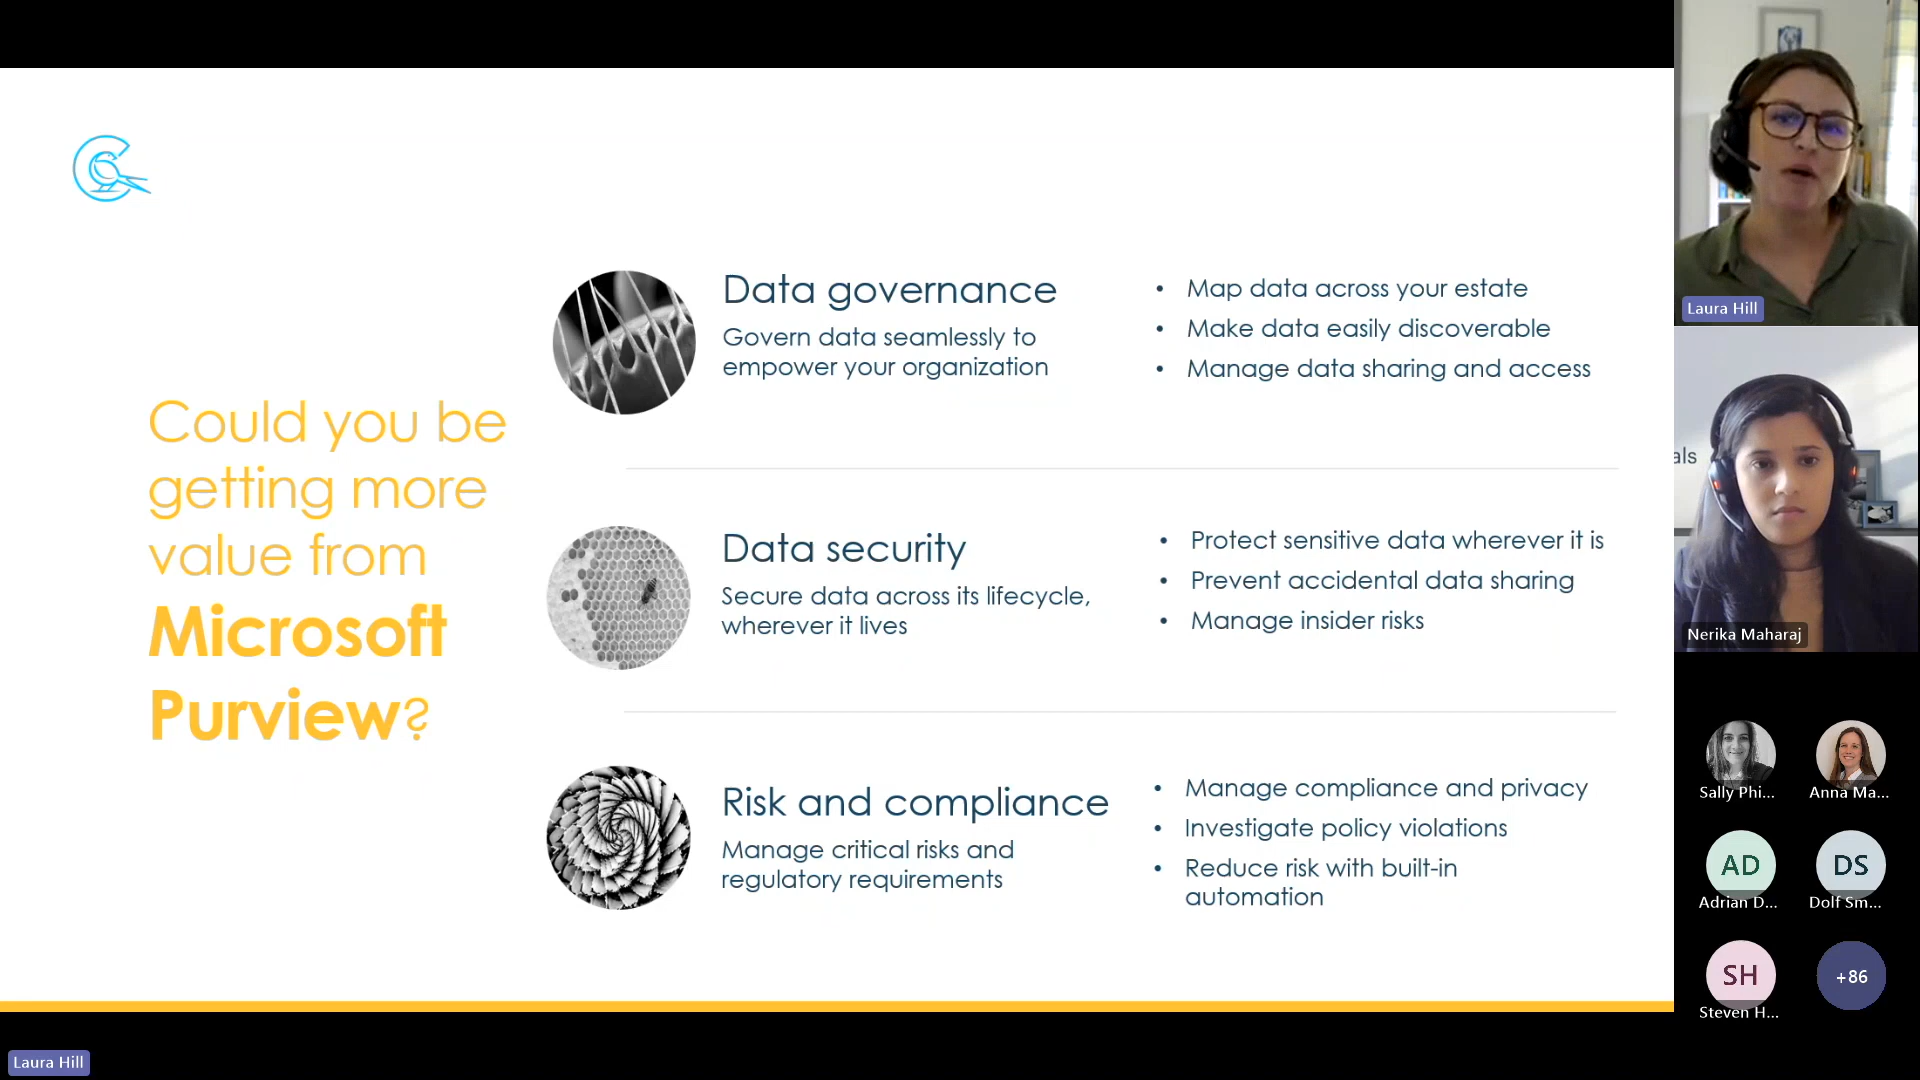 Could you be
getting more
value from
Microsoft
Purview?
Data governance
Govern data seamlessly to
empower your organization
• Map data across your estate
• Make data easily discoverable
• Manage data sharing and access
Data security
Secure data across its lifecycle,
wherever it lives
• Protect sensitive data wherever it is
• Prevent accidental data sharing
• Manage insider risks
Risk and compliance
Manage critical risks and
regulatory requirements
• Manage compliance and privacy
• Investigate policy violations
• Reduce risk with built-in
automation
Laura Hill
als
Nerika Maharaj
Sally Phi...
Anna Ma...
AD
Adrian D...
DS
Dolf Sm...
SH
Steven H...
+86
Laura Hill